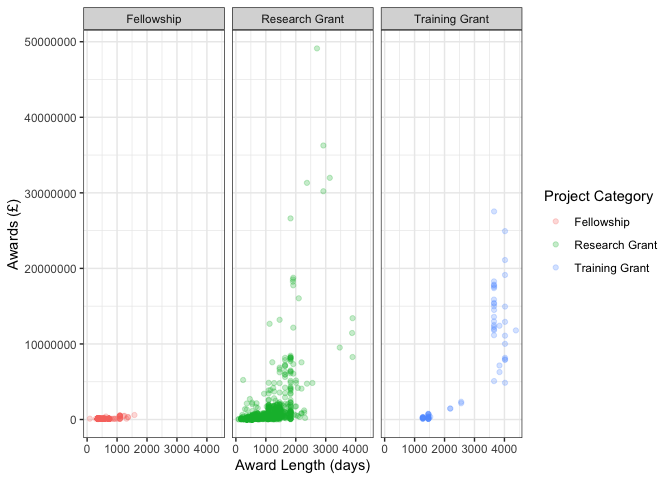 Fellowship Research Grant Training Grant
50000000
40000000
30000000
20000000
10000000
0
Awards (£)
0 1000 2000 3000 4000 0 1000 2000 3000 4000 0 1000 2000 3000 4000
Award Length (days)
Project Category
Fellowship
Research Grant
Training Grant